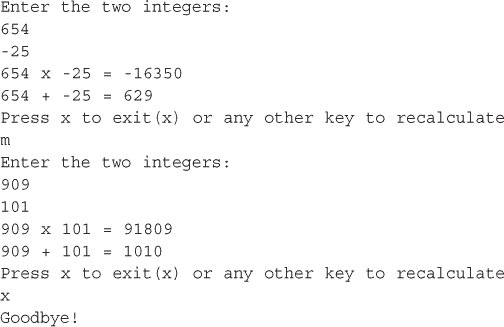 Enter the two integers:
654
-25
654 x -25 = -16350
654 + -25 = 629
Press x to exit(x) or any other key to recalculate
m
Enter the two integers:
909
101
909 x 101 = 91809
909 + 101 = 1010
Press x to exit(x) or any other key to recalculate
x
Goodbye!